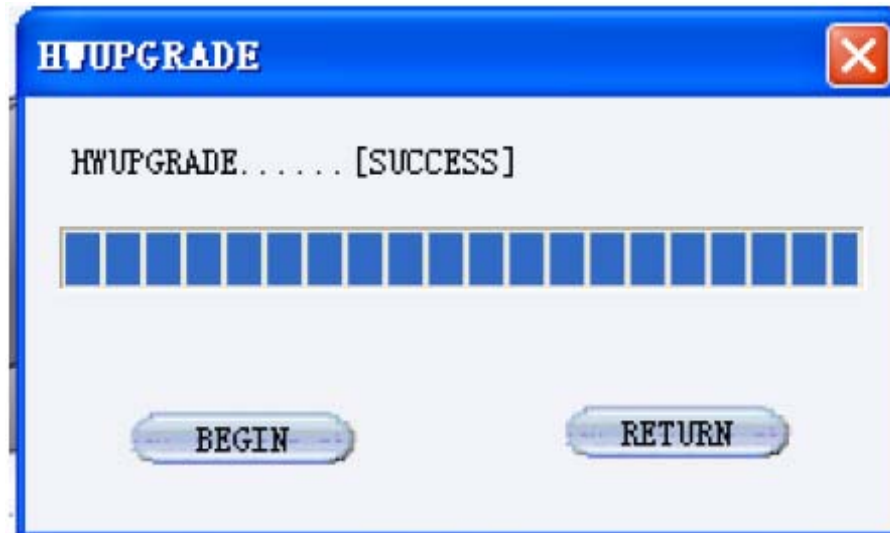 HWUPGRADE
HWUPGRADE......[SUCCESS]
BEGIN
RETURN